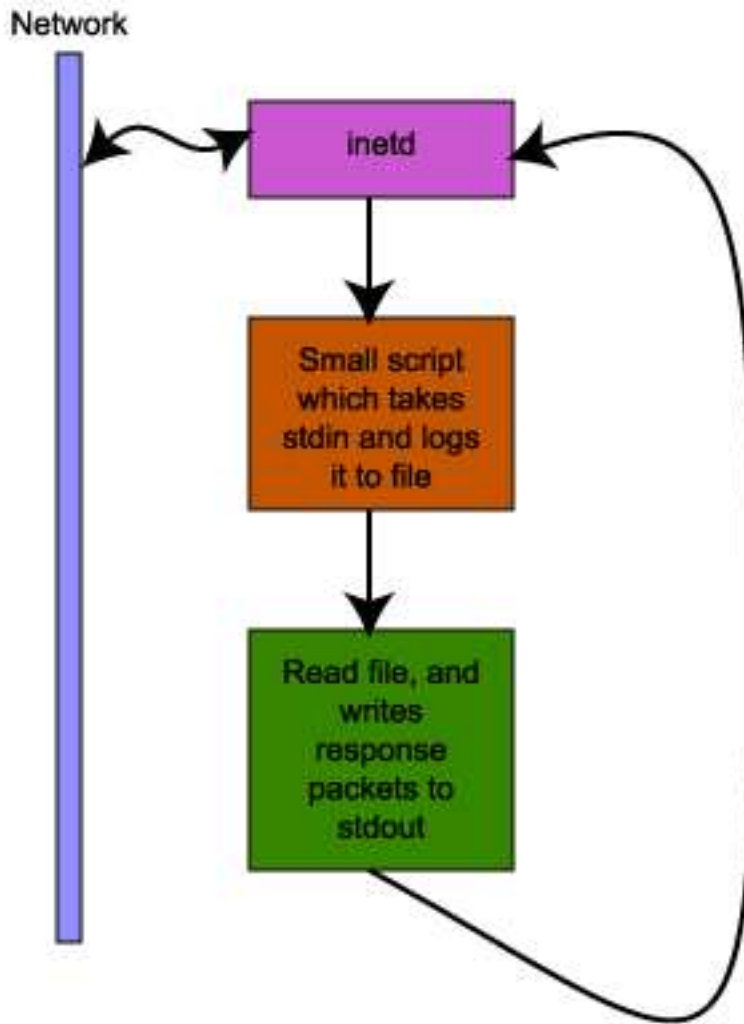 Network
inetd
Small script
which takes
stdin and logs
it to file
Read file, and
writes
response
packets to
stdout